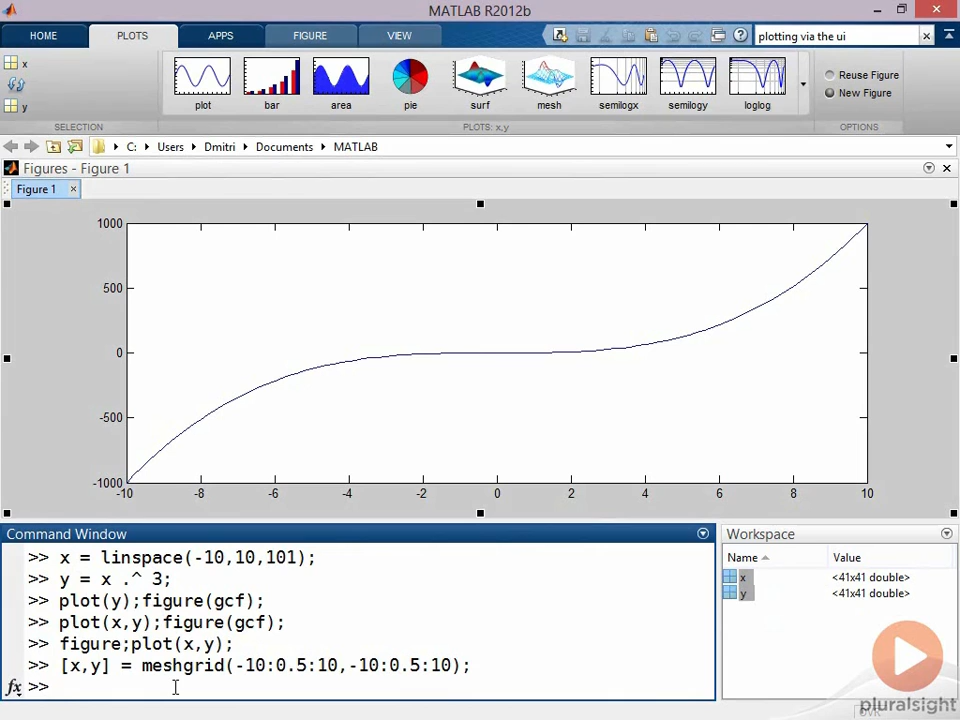 MATLAB R2012b
HOME PLOTS APPS FIGURE VIEW plotting via the ui
x
y
plot bar area pie surf mesh semilogx semilogy loglog
Reuse Figure
New Figure
SELECTION PLOTS: x,y OPTIONS
C: Users Dmitri Documents MATLAB
Figures - Figure 1
Figure 1
1000
500
0
-500
-1000
-10 -8 -6 -4 -2 0 2 4 6 8 10
Command Window
>> x = linspace(-10,10,101);
>> y = x .^ 3;
>> plot(y);figure(gcf);
>> plot(x,y);figure(gcf);
>> figure;plot(x,y);
>> [x,y] = meshgrid(-10:0.5:10,-10:0.5:10);
fx >>
Workspace
Name Value
x <41x41 double>
y <41x41 double>
pluralsight
OVR